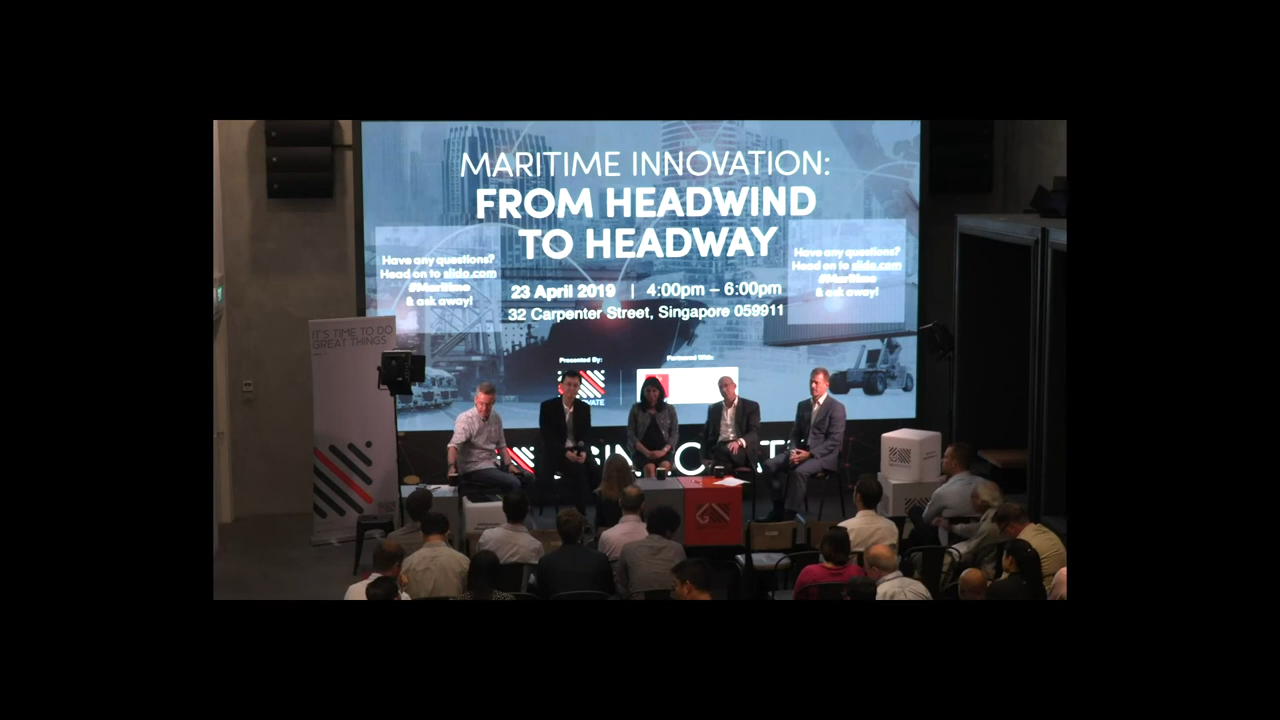 MARITIME INNOVATION:
FROM HEADWIND
TO HEADWAY
Have any questions?
Head on to slido.com
#Maritime
& ask away!
Have any questions?
Head on to slido.com
#Maritime
& ask away!
23 April 2019 | 4:00pm – 6:00pm
32 Carpenter Street, Singapore 059911
Presented By:
Partnered With:
IT'S TIME TO DO
GREAT THINGS